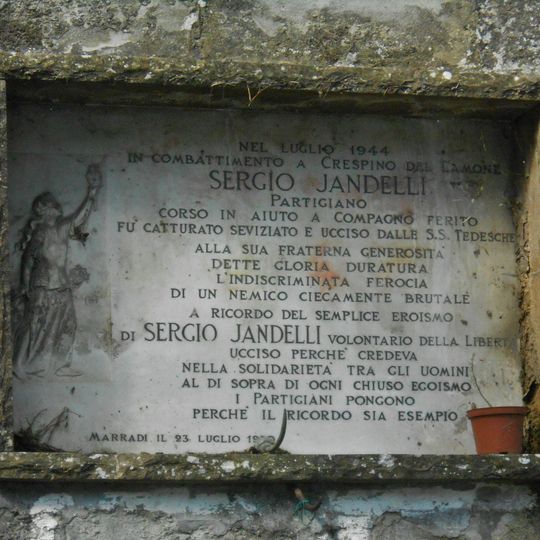 NEL LUGLIO 1944
IN COMBATTIMENTO A CRESPINO DEL LAMONE
SERGIO JANDELLI
PARTIGIANO
CORSO IN AIUTO A COMPAGNO FERITO
FU CATTURATO SEVIZIATO E UCCISO DALLE S.S. TEDESCHE
ALLA SUA FRATERNA GENEROSITÀ
DETTE GLORIA DURATURA
L'INDISCRIMINATA FEROCIA
DI UN NEMICO CIECAMENTE BRUTALE
A RICORDO DEL SEMPLICE EROISMO
DI SERGIO JANDELLI VOLONTARIO DELLA LIBERTÀ
UCCISO PERCHÈ CREDEVA
NELLA SOLIDARIETÀ TRA GLI UOMINI
AL DI SOPRA DI OGNI CHIUSO EGOISMO
I PARTIGIANI PONGONO
PERCHÈ IL RICORDO SIA ESEMPIO
MARRADI IL 23 LUGLIO